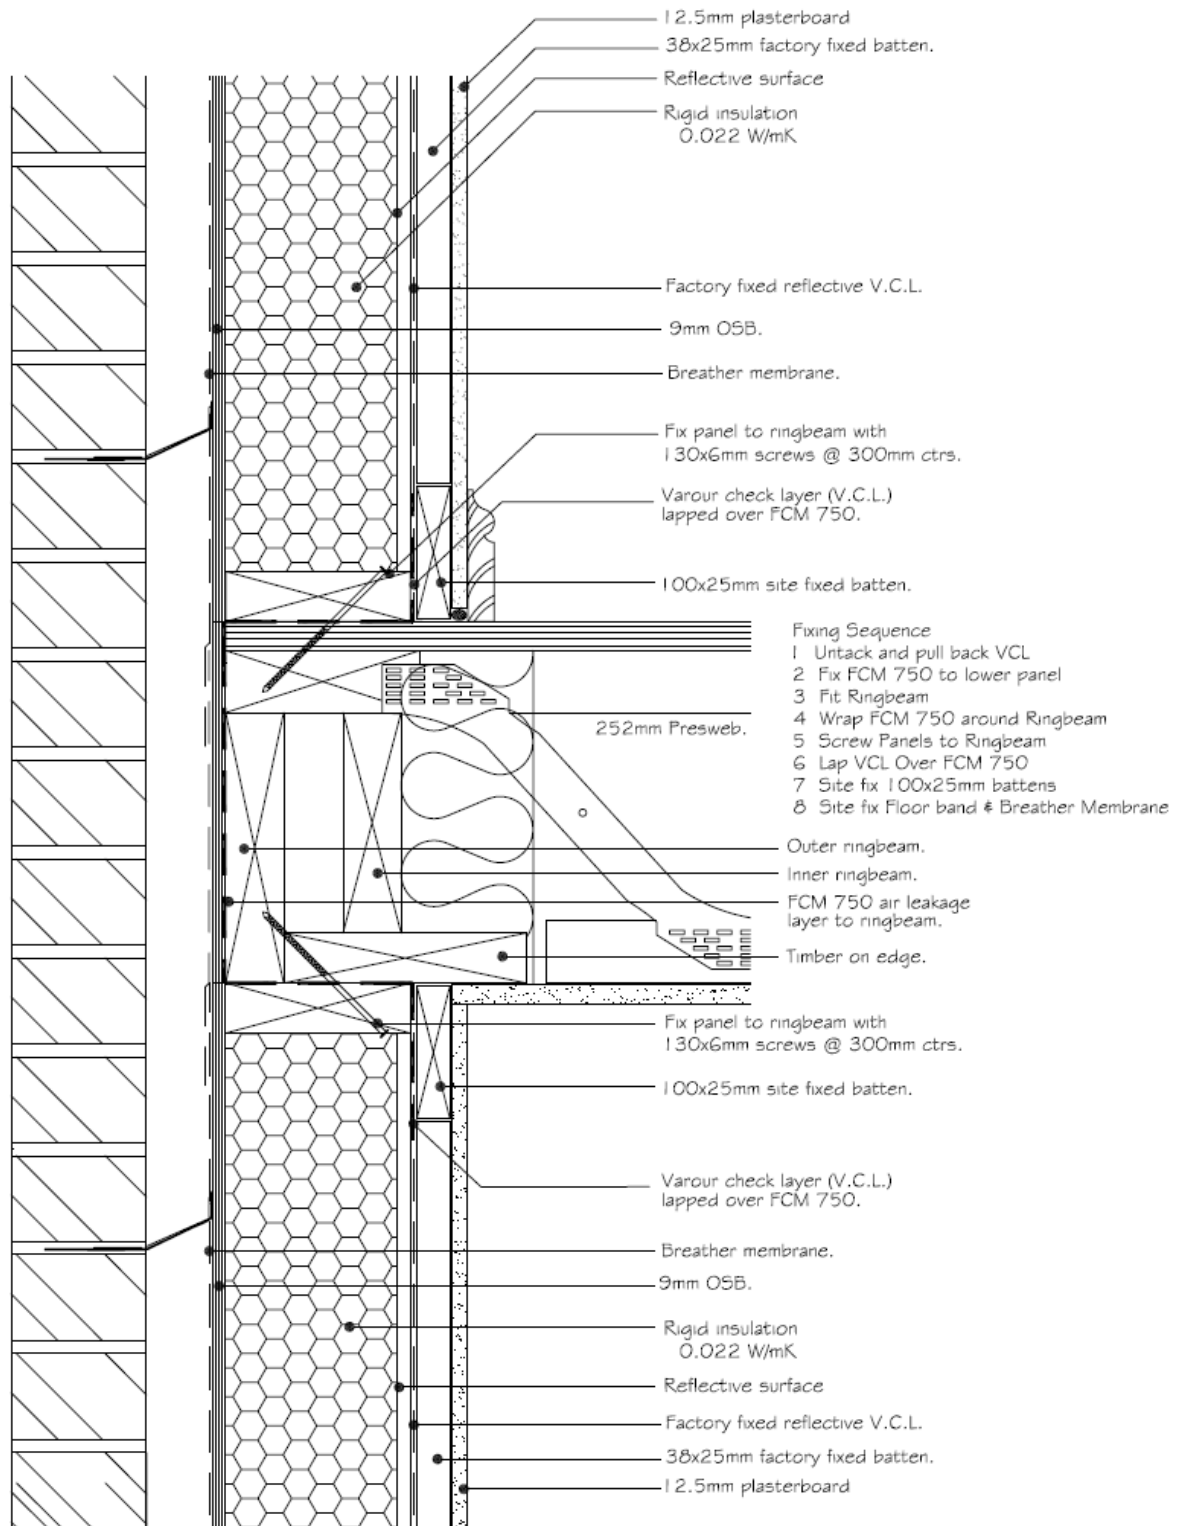 12.5mm plasterboard
38x25mm factory fixed batten.
Reflective surface
Rigid insulation
0.022 W/mK
Factory fixed reflective V.C.L.
9mm OSB.
Breather membrane.
Fix panel to ringbeam with
130x6mm screws @ 300mm ctrs.
Varour check layer (V.C.L.)
lapped over FCM 750.
100x25mm site fixed batten.
Fixing Sequence
1 Untack and pull back VCL
2 Fix FCM 750 to lower panel
3 Fit Ringbeam
4 Wrap FCM 750 around Ringbeam
5 Screw Panels to Ringbeam
6 Lap VCL Over FCM 750
7 Site fix 100x25mm battens
8 Site fix Floor band & Breather Membrane
252mm Presweb.
Outer ringbeam.
Inner ringbeam.
FCM 750 air leakage
layer to ringbeam.
Timber on edge.
Fix panel to ringbeam with
130x6mm screws @ 300mm ctrs.
100x25mm site fixed batten.
Varour check layer (V.C.L.)
lapped over FCM 750.
Breather membrane.
9mm OSB.
Rigid insulation
0.022 W/mK
Reflective surface
Factory fixed reflective V.C.L.
38x25mm factory fixed batten.
12.5mm plasterboard